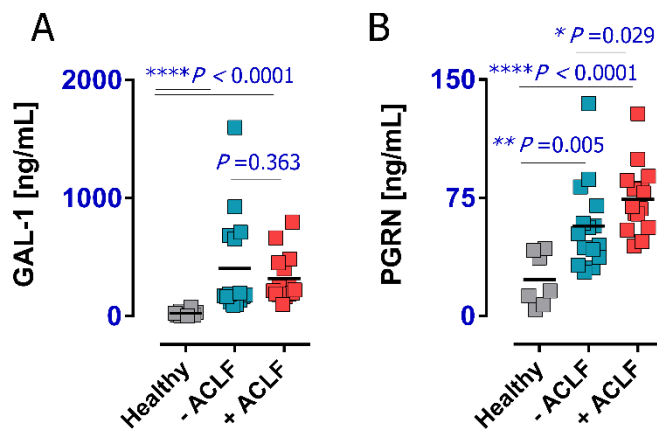 A
2000
1000
0
GAL-1 [ng/mL]
**** P < 0.0001
P =0.363
Healthy
- ACLF
+ ACLF
B
150
75
0
PGRN [ng/mL]
* P =0.029
**** P < 0.0001
** P =0.005
Healthy
- ACLF
+ ACLF